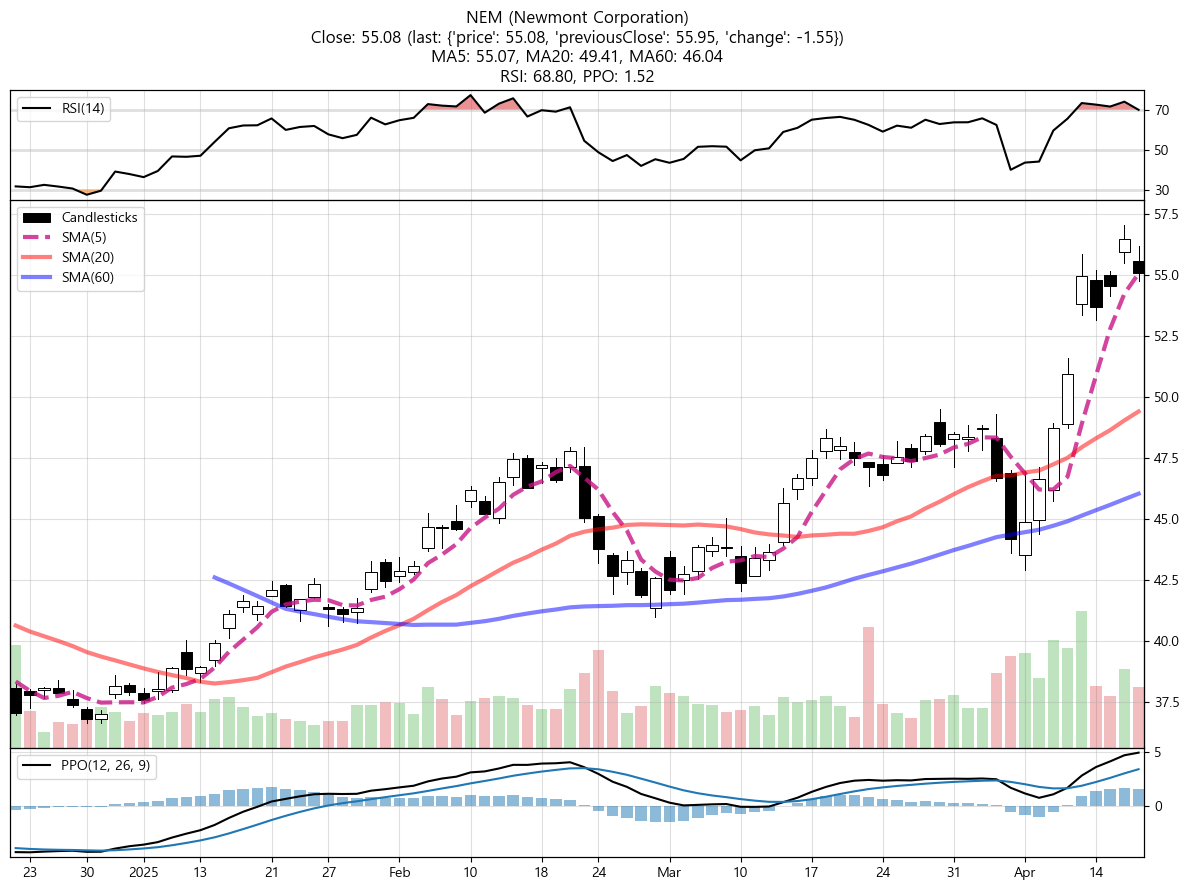 NEM (Newmont Corporation)
Close: 55.08 (last: {'price': 55.08, 'previousClose': 55.95, 'change': -1.55})
MA5: 55.07, MA20: 49.41, MA60: 46.04
RSI: 68.80, PPO: 1.52
RSI(14)
70
50
30
Candlesticks
SMA(5)
SMA(20)
SMA(60)
57.5
55.0
52.5
50.0
47.5
45.0
42.5
40.0
37.5
PPO(12, 26, 9)
5
0
23 30 2025 13 21 27 Feb 10 18 24 Mar 10 17 24 31 Apr 14